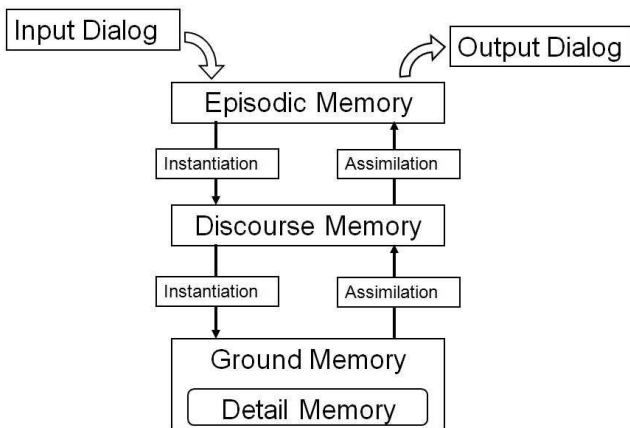 Input Dialog
Output Dialog
Episodic Memory
Instantiation
Assimilation
Discourse Memory
Instantiation
Assimilation
Ground Memory
Detail Memory